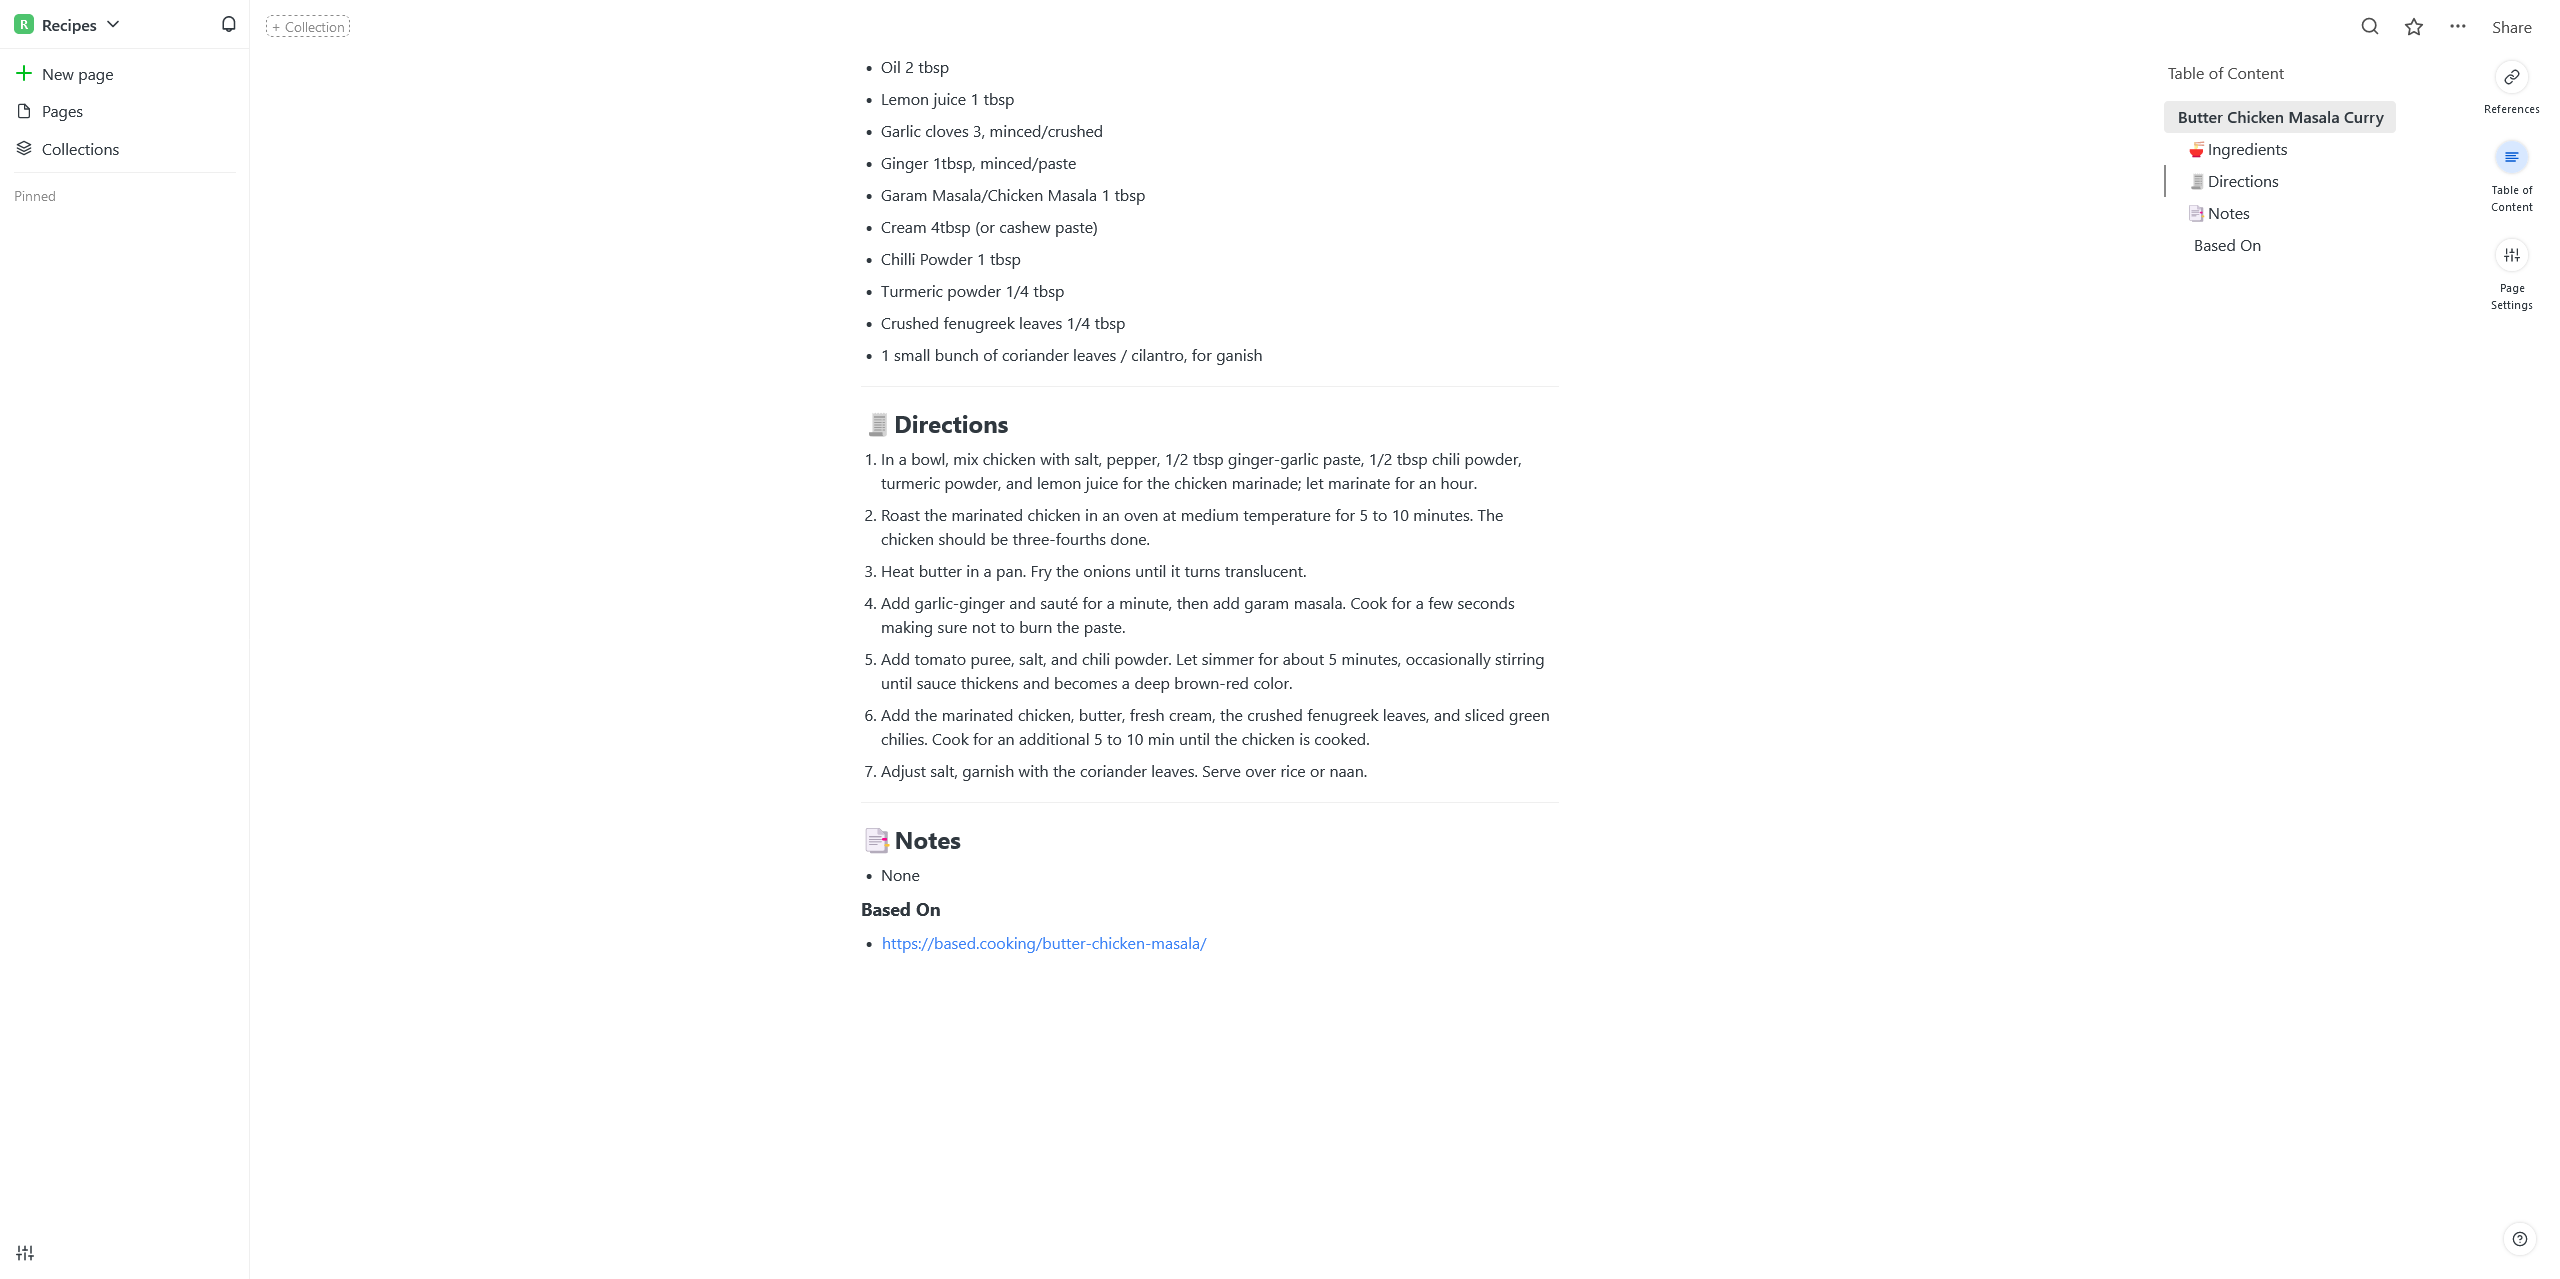 R Recipes
New page
Pages
Collections
Pinned
+ Collection
Share
• Oil 2 tbsp
• Lemon juice 1 tbsp
• Garlic cloves 3, minced/crushed
• Ginger 1tbsp, minced/paste
• Garam Masala/Chicken Masala 1 tbsp
• Cream 4tbsp (or cashew paste)
• Chilli Powder 1 tbsp
• Turmeric powder 1/4 tbsp
• Crushed fenugreek leaves 1/4 tbsp
• 1 small bunch of coriander leaves / cilantro, for ganish
Directions
1. In a bowl, mix chicken with salt, pepper, 1/2 tbsp ginger-garlic paste, 1/2 tbsp chili powder,
turmeric powder, and lemon juice for the chicken marinade; let marinate for an hour.
2. Roast the marinated chicken in an oven at medium temperature for 5 to 10 minutes. The
chicken should be three-fourths done.
3. Heat butter in a pan. Fry the onions until it turns translucent.
4. Add garlic-ginger and sauté for a minute, then add garam masala. Cook for a few seconds
making sure not to burn the paste.
5. Add tomato puree, salt, and chili powder. Let simmer for about 5 minutes, occasionally stirring
until sauce thickens and becomes a deep brown-red color.
6. Add the marinated chicken, butter, fresh cream, the crushed fenugreek leaves, and sliced green
chilies. Cook for an additional 5 to 10 min until the chicken is cooked.
7. Adjust salt, garnish with the coriander leaves. Serve over rice or naan.
Notes
• None
Based On
• https://based.cooking/butter-chicken-masala/
Table of Content
Butter Chicken Masala Curry
Ingredients
Directions
Notes
Based On
References
Table of
Content
Page
Settings